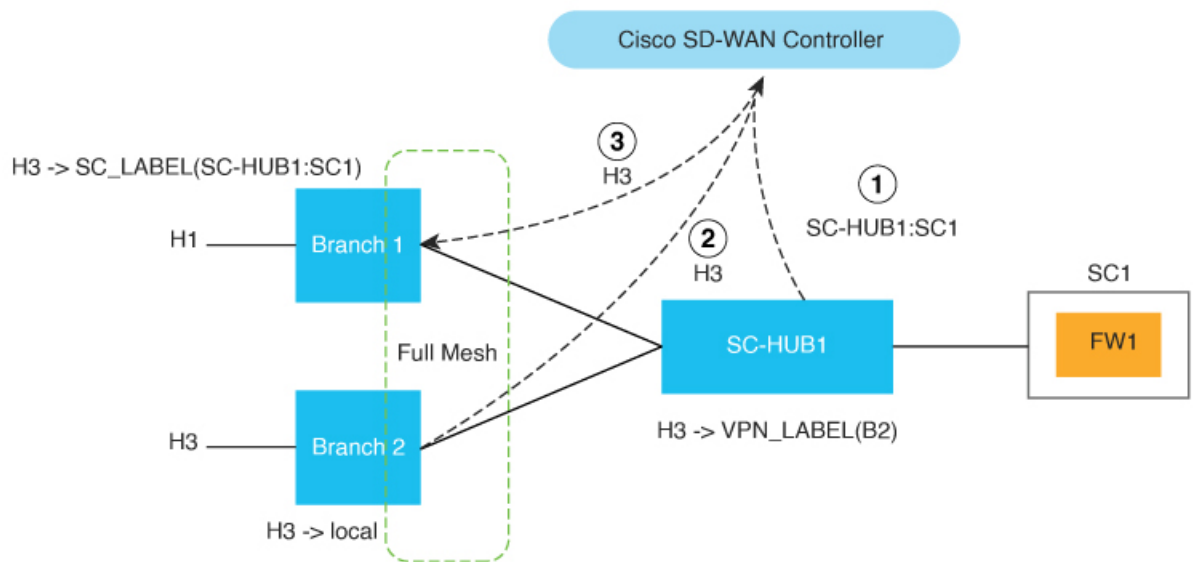 Cisco SD-WAN Controller
3
H3
H3 -> SC_LABEL(SC-HUB1:SC1)
1
SC-HUB1:SC1
H1
Branch 1
2
H3
SC1
Full Mesh
SC-HUB1
FW1
H3
Branch 2
H3 -> VPN_LABEL(B2)
H3 -> local